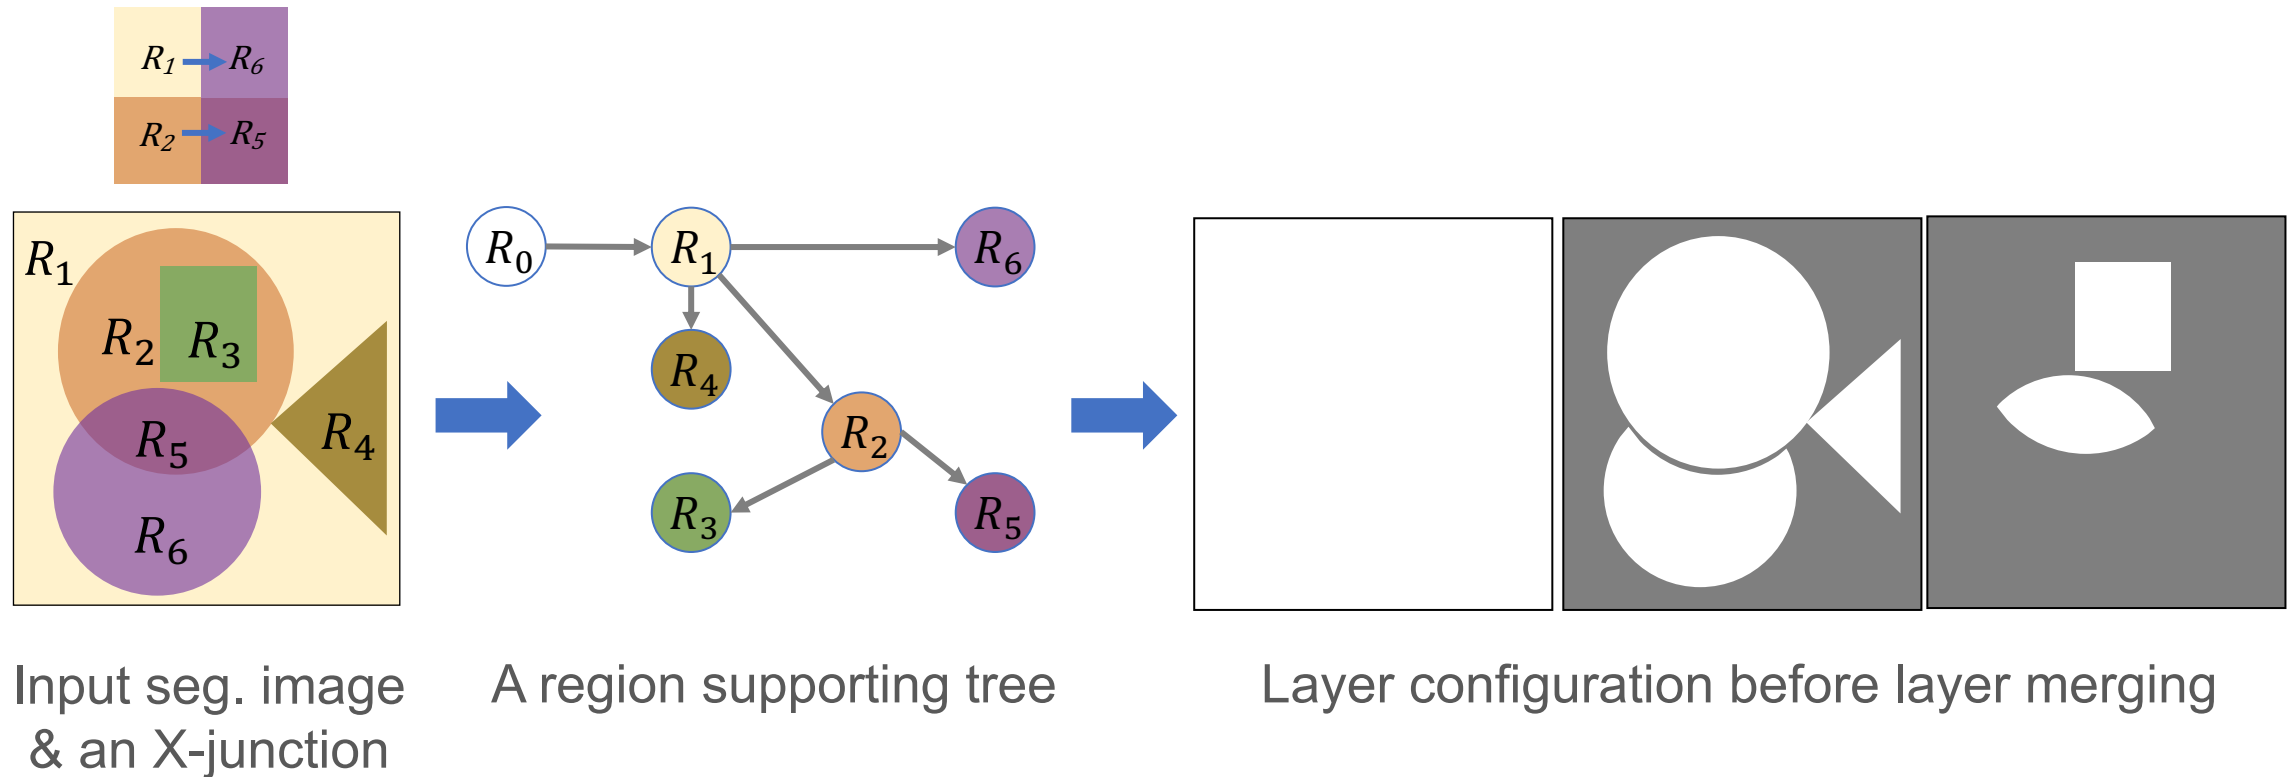 R₁ R₆
R₂ R₅
R₁
R₂ R₃
R₅ R₄
R₆
R₀ R₁ R₆
R₄
R₂
R₃ R₅
Input seg. image
& an X-junction
A region supporting tree
Layer configuration before layer merging